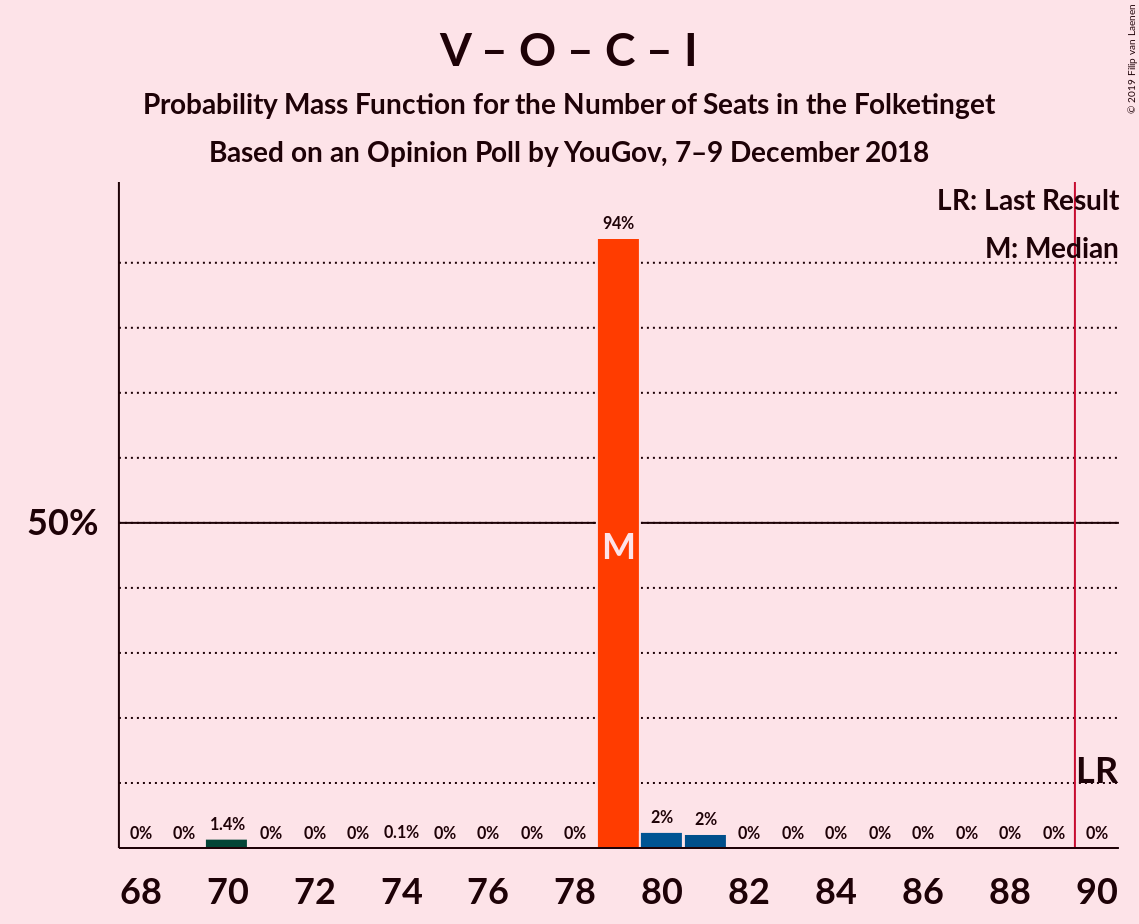 V – O – C – I
Probability Mass Function for the Number of Seats in the Folketinget
Based on an Opinion Poll by YouGov, 7–9 December 2018
© 2019 Filip van Laenen
LR: Last Result
M: Median
94%
50%
M
LR
0% 0% 1.4% 0% 0% 0% 0.1% 0% 0% 0% 0% 2% 2% 0% 0% 0% 0% 0% 0% 0% 0% 0%
68 70 72 74 76 78 80 82 84 86 88 90